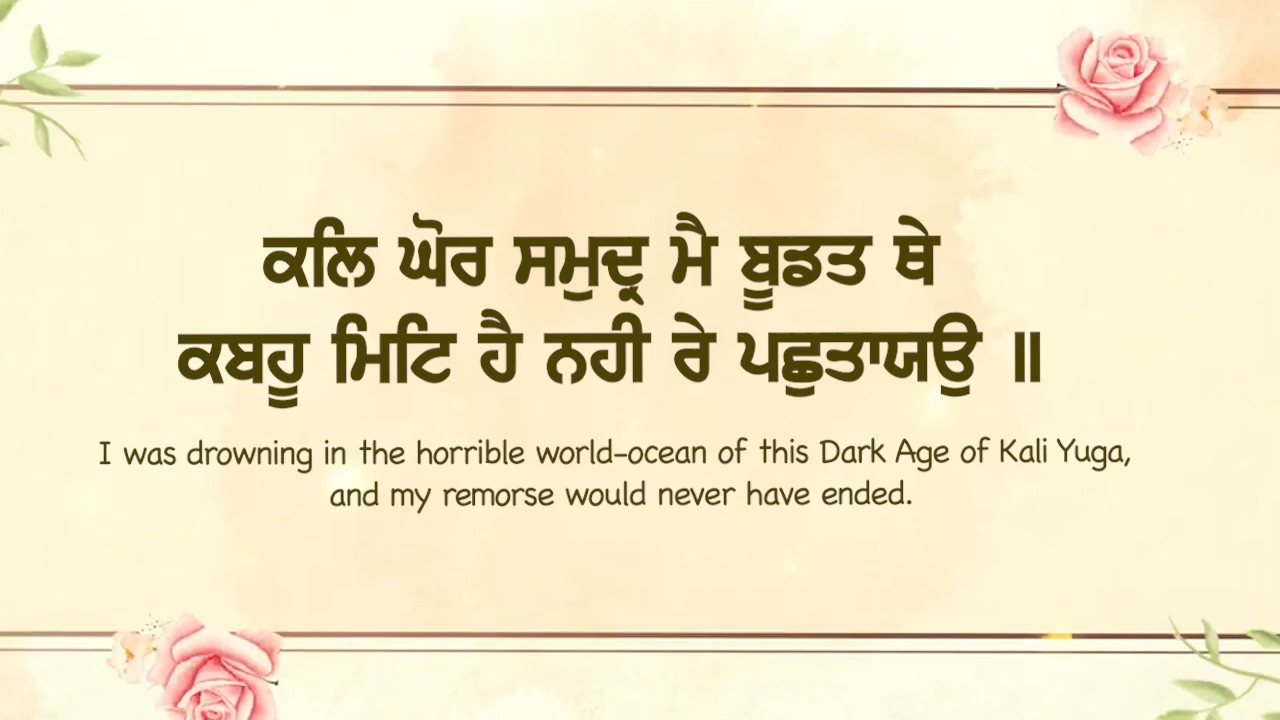 ਕਲਿ ਘੋਰ ਸਮੁਦ੍ਰ ਮੈ ਬੂਡਤ ਥੇ
ਕਬਹੂ ਮਿਟਿ ਹੈ ਨਹੀ ਰੇ ਪਛੁਤਾਯਉ ॥
I was drowning in the horrible world-ocean of this Dark Age of Kali Yuga,
and my remorse would never have ended.